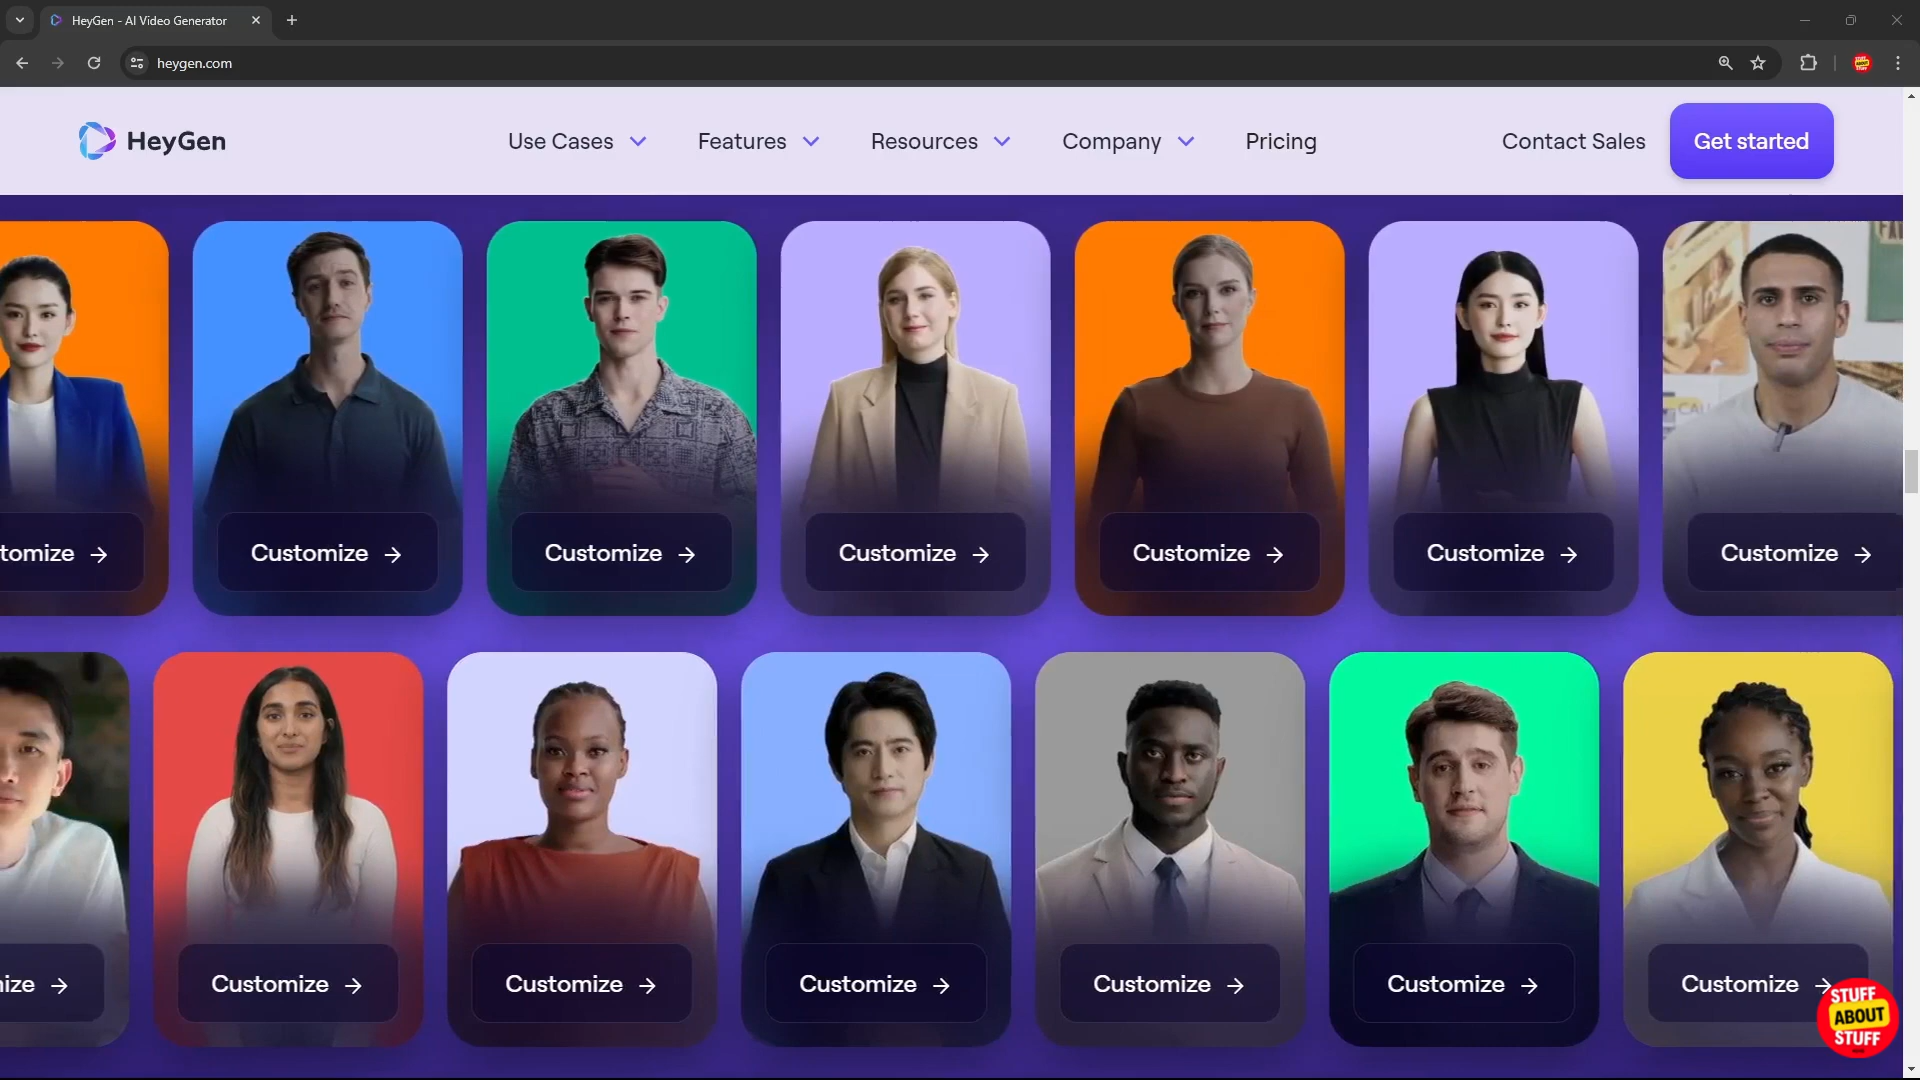 HeyGen - AI Video Generator
heygen.com
HeyGen
Use Cases
Features
Resources
Company
Pricing
Contact Sales
Get started
tomize →
Customize →
Customize →
Customize →
Customize →
Customize →
Customize →
ize →
Customize →
Customize →
Customize →
Customize →
Customize →
Customize →
STUFF
ABOUT
STUFF